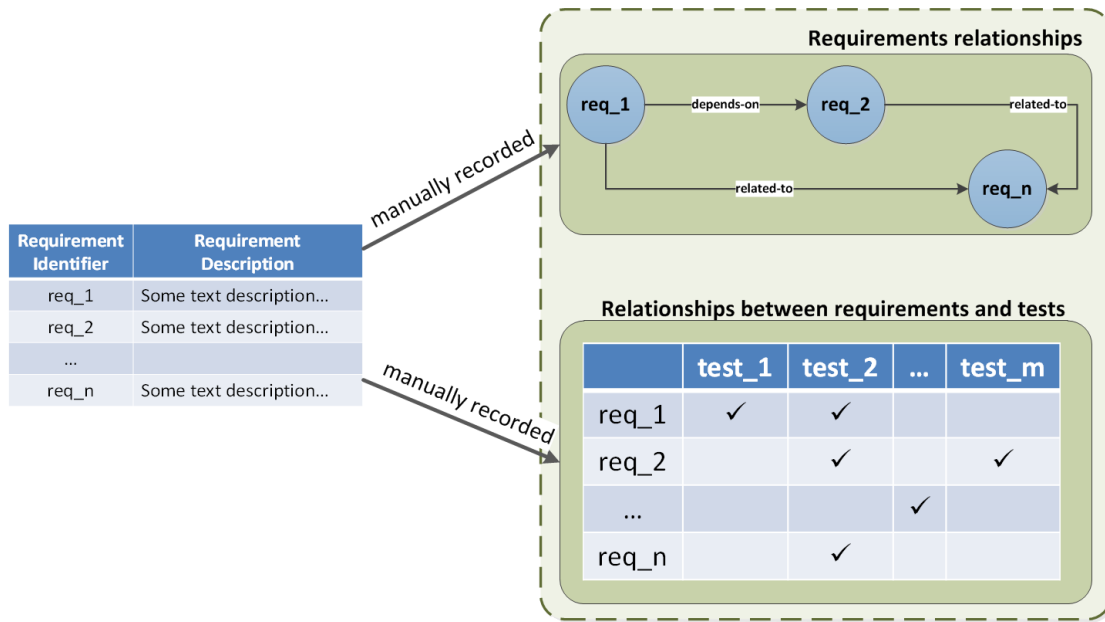 Requirements relationships
req_1
depends-on
req_2
related-to
related-to
req_n
manually recorded
Requirement Identifier Requirement Description
req_1 Some text description...
req_2 Some text description...
...
req_n Some text description...
manually recorded
Relationships between requirements and tests
test_1 test_2 ... test_m
req_1 ✓ ✓
req_2 ✓ ✓
... ✓
req_n ✓